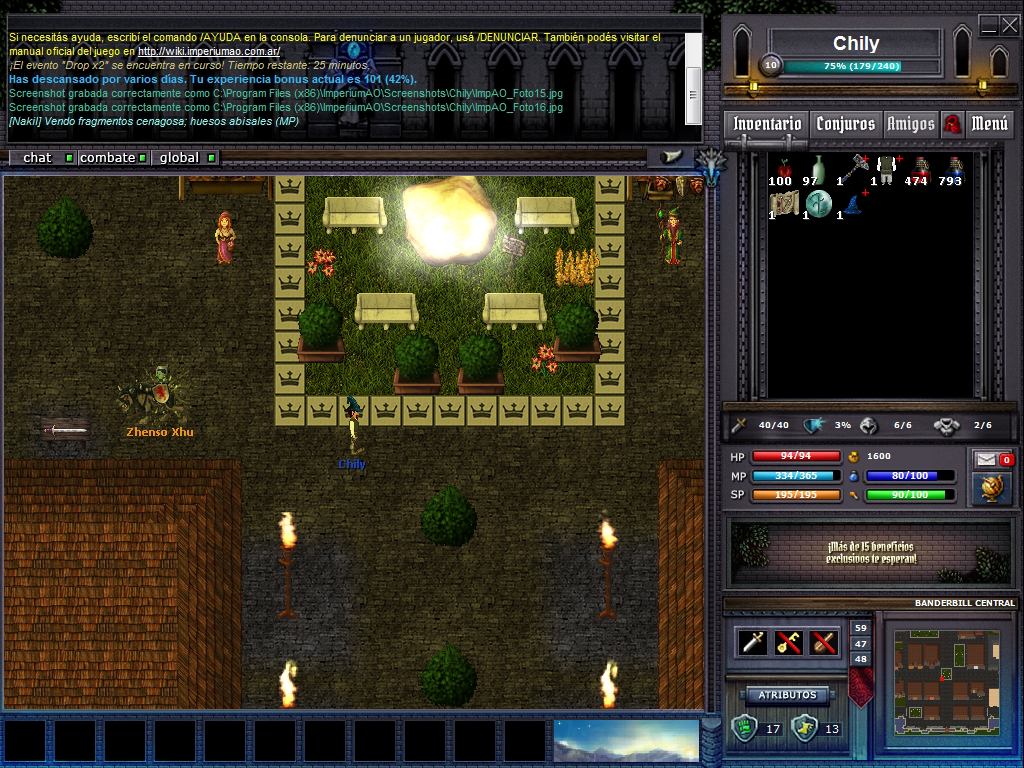 Si necesitás ayuda, escribí el comando /AYUDA en la consola. Para denunciar a un jugador, usá /DENUNCIAR. También podés visitar el
manual oficial del juego en http://wiki.imperiumao.com.ar/
¡El evento "Drop x2" se encuentra en curso! Tiempo restante: 25 minutos.
Has descansado por varios días. Tu experiencia bonus actual es 101 (42%).
Screenshot grabada correctamente como C:\Program Files (x86)\ImperiumAO\Screenshots\Chily\ImpAO_Foto15.jpg
Screenshot grabada correctamente como C:\Program Files (x86)\ImperiumAO\Screenshots\Chily\ImpAO_Foto16.jpg
[Nakil] Vendo fragmentos cenagosa; huesos abisales (MP)
chat combate global
Chily
10 75% (179/240)
Inventario Conjuros Amigos Menú
100 97 1 1 474 793
1 1 1
Zhenso Xhu
Chily
40/40 3% 6/6 2/6
HP 94/94 1600
MP 334/365 80/100
SP 195/195 90/100
0
¡Más de 15 beneficios
exclusivos te esperan!
BANDERBILL CENTRAL
59
47
48
ATRIBUTOS
17 13